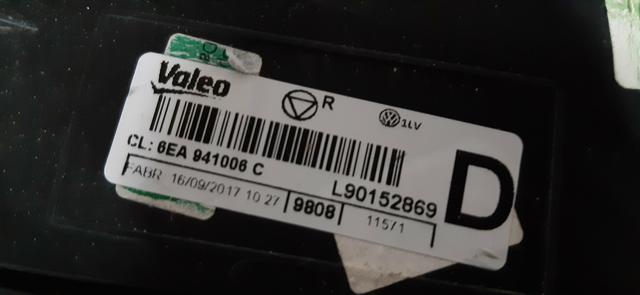 Valeo
R
1LV
CL: 6EA 941006 C
L90152869
D
FABR 16/09/2017 10 27
9808
1157/1